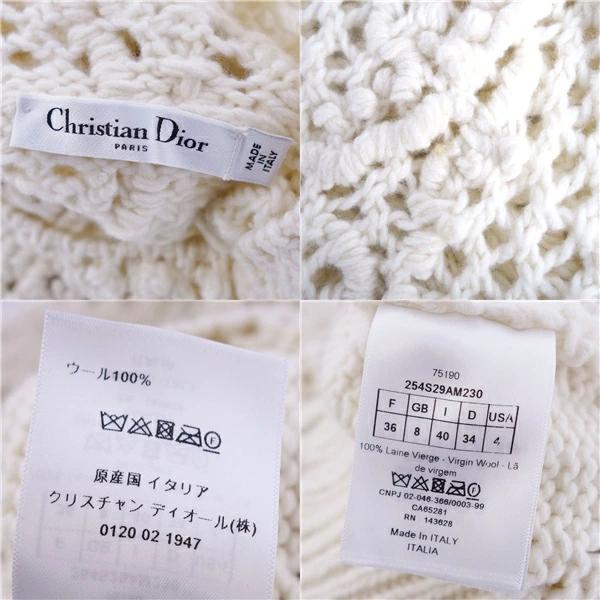 Christian Dior
PARIS
MADE
IN
ITALY
ウール100%
F
原産国 イタリア
クリスチャン ディオール(株)
0120 02 1947
75190
254S29AM230
F GB I D USA
36 8 40 34 4
100% Laine Vierge - Virgin Wool - Lã
de virgem
F
CNPJ 02-046-366/0003-99
CA65281
RN 143628
Made in ITALY
ITALIA